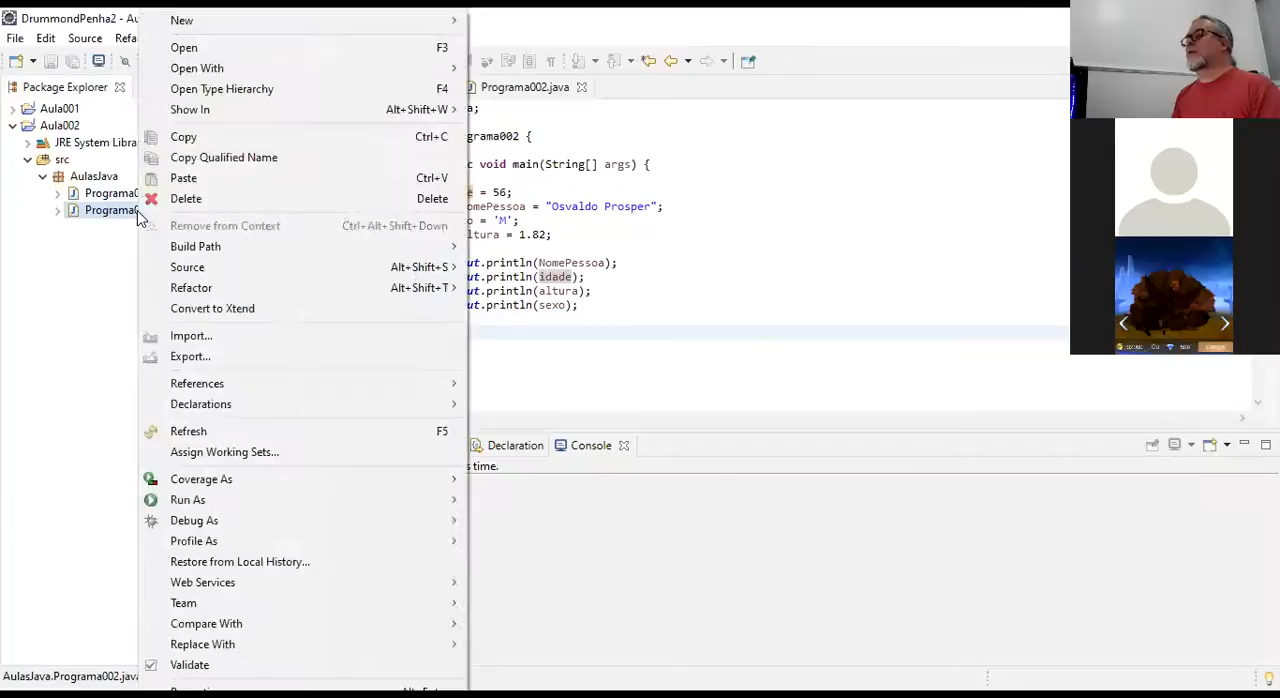 DrummondPenha2 - Au
File Edit Source Refa
Package Explorer
Aula001
Aula002
JRE System Libra
src
AulasJava
Programa0
Programa0
AulasJava.Programa002.java
New
Open F3
Open With
Open Type Hierarchy F4
Show In Alt+Shift+W
Copy Ctrl+C
Copy Qualified Name
Paste Ctrl+V
Delete Delete
Remove from Context Ctrl+Alt+Shift+Down
Build Path
Source Alt+Shift+S
Refactor Alt+Shift+T
Convert to Xtend
Import...
Export...
References
Declarations
Refresh F5
Assign Working Sets...
Coverage As
Run As
Debug As
Profile As
Restore from Local History...
Web Services
Team
Compare With
Replace With
Validate
Programa002.java
a;
grama002 {
c void main(String[] args) {
e = 56;
omePessoa = "Osvaldo Prosper";
o = 'M';
ltura = 1.82;
ut.println(NomePessoa);
ut.println(idade);
ut.println(altura);
ut.println(sexo);
Declaration Console
s time.